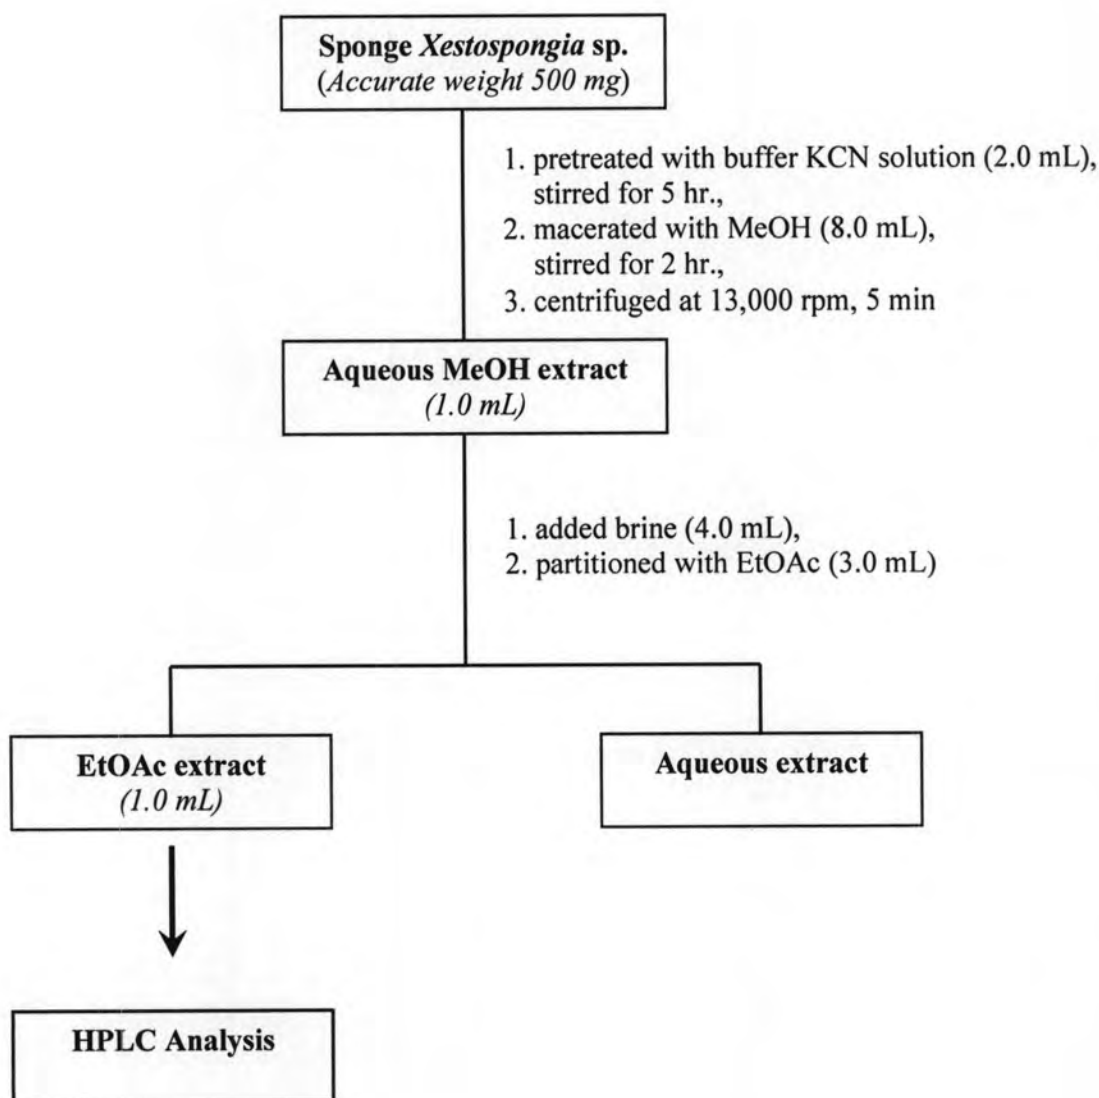 Sponge Xestospongia sp.
(Accurate weight 500 mg)
1. pretreated with buffer KCN solution (2.0 mL),
stirred for 5 hr.,
2. macerated with MeOH (8.0 mL),
stirred for 2 hr.,
3. centrifuged at 13,000 rpm, 5 min
Aqueous MeOH extract
(1.0 mL)
1. added brine (4.0 mL),
2. partitioned with EtOAc (3.0 mL)
EtOAc extract
(1.0 mL)
Aqueous extract
HPLC Analysis